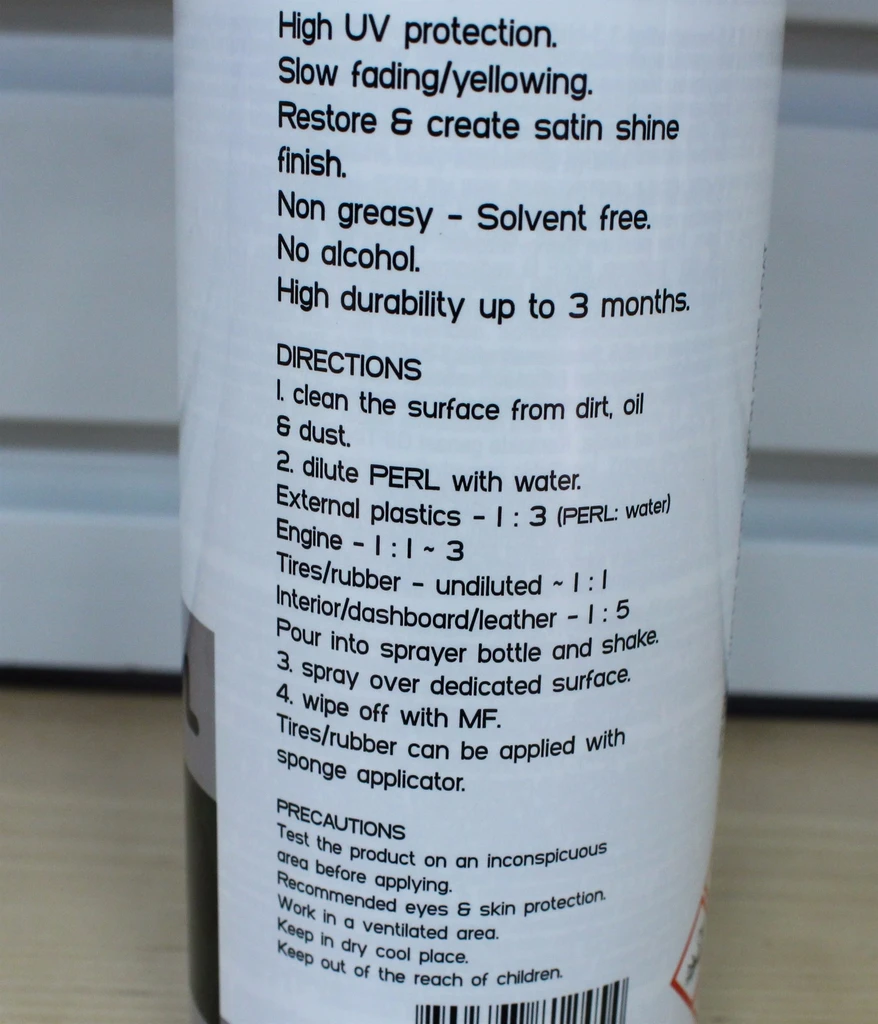 High UV protection.
Slow fading/yellowing.
Restore & create satin shine
finish.
Non greasy - Solvent free.
No alcohol.
High durability up to 3 months.
DIRECTIONS
1. clean the surface from dirt, oil
& dust.
2. dilute PERL with water.
External plastics - 1 : 3 (PERL: water)
Engine - 1 : 1 ~ 3
Tires/rubber - undiluted ~ 1 : 1
Interior/dashboard/leather - 1 : 5
Pour into sprayer bottle and shake.
3. spray over dedicated surface.
4. wipe off with MF.
Tires/rubber can be applied with
sponge applicator.
PRECAUTIONS
Test the product on an inconspicuous
area before applying.
Recommended eyes & skin protection.
Work in a ventilated area.
Keep in dry cool place.
Keep out of the reach of children.